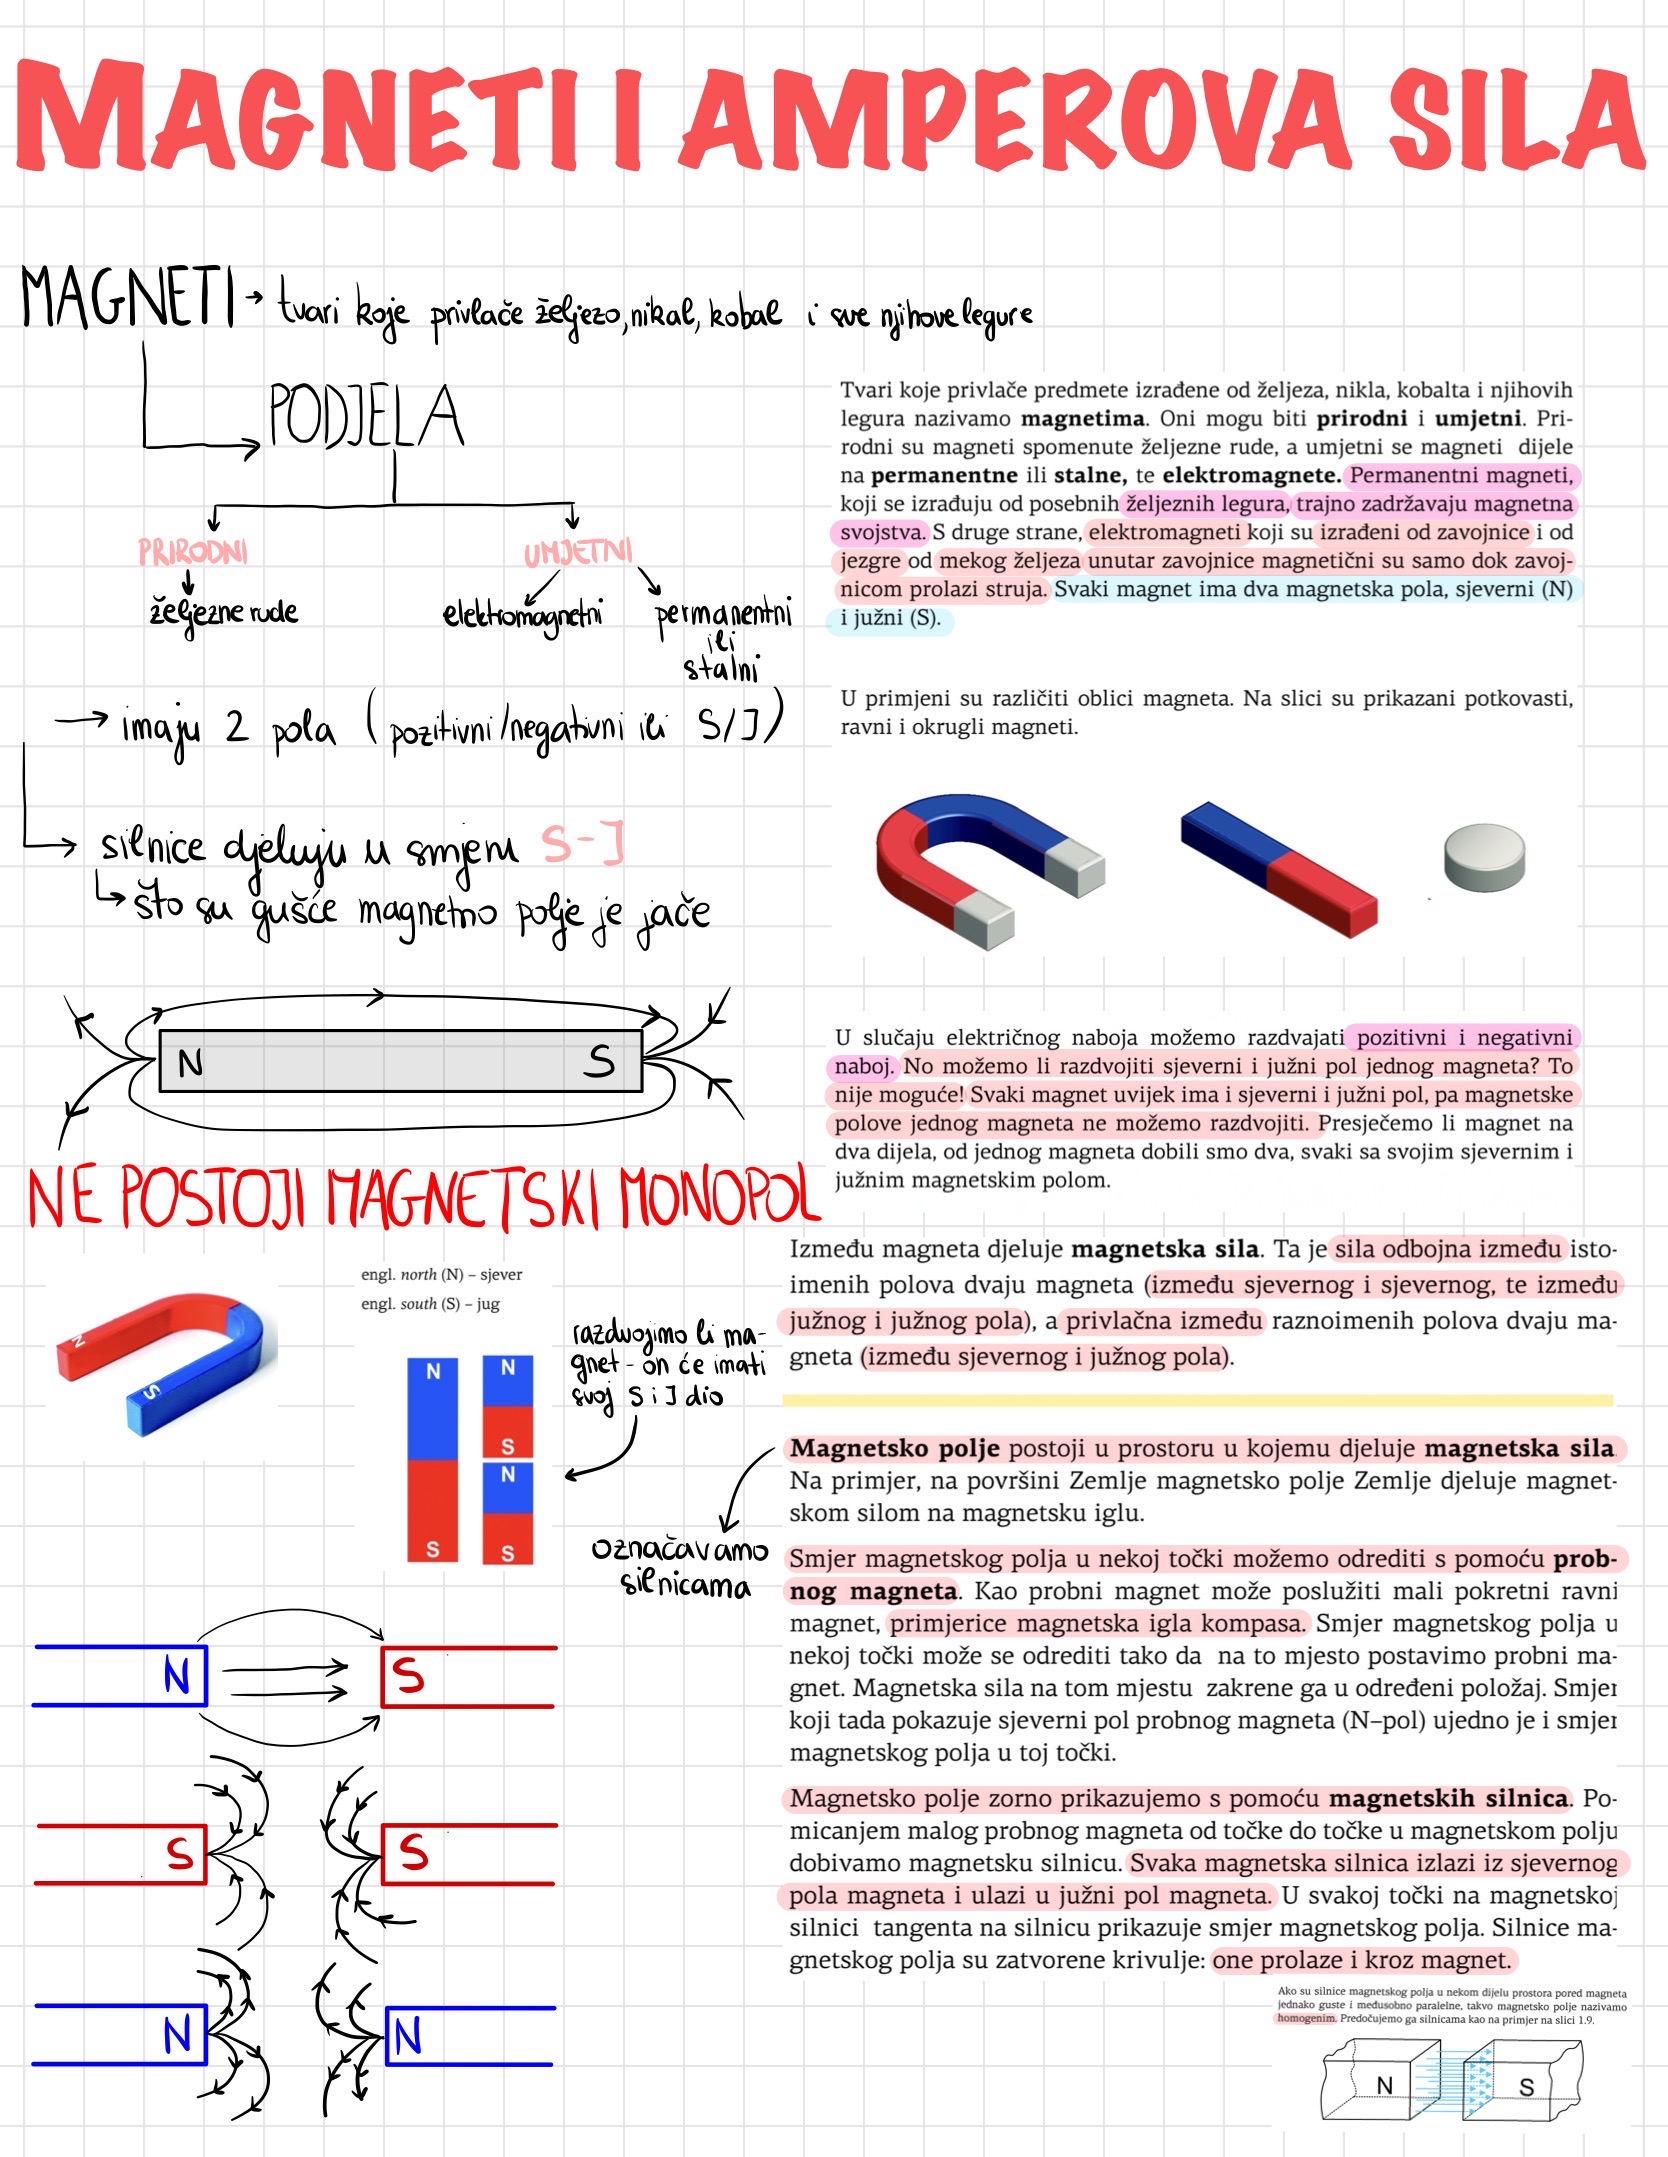 MAGNETI I AMPEROVA SILA
MAGNETI → tvari koje privlače željezo, nikal, kobal i sve njihove legure
PODJELA
PRIRODNI
UMJETNI
željezne rude
elektromagnetni
permanentni
ili
stalni
→ imaju 2 pola (pozitivni/negativni ili S/J)
silnice djeluju u smjeru S-J
što su gušće magnetno polje je jače
N S
NE POSTOJI MAGNETSKI MONOPOL
N
S
engl. north (N) – sjever
engl. south (S) – jug
N
S
N
S
N
S
razdvojimo li ma-
gnet - on će imati
svoj S i J dio
označavamo
silnicama
N S
S S
N N
Tvari koje privlače predmete izrađene od željeza, nikla, kobalta i njihovih
legura nazivamo magnetima. Oni mogu biti prirodni i umjetni. Pri-
rodni su magneti spomenute željezne rude, a umjetni se magneti dijele
na permanentne ili stalne, te elektromagnete. Permanentni magneti,
koji se izrađuju od posebnih željeznih legura, trajno zadržavaju magnetna
svojstva. S druge strane, elektromagneti koji su izrađeni od zavojnice i od
jezgre od mekog željeza unutar zavojnice magnetični su samo dok zavoj-
nicom prolazi struja. Svaki magnet ima dva magnetska pola, sjeverni (N)
i južni (S).
U primjeni su različiti oblici magneta. Na slici su prikazani potkovasti,
ravni i okrugli magneti.
U slučaju električnog naboja možemo razdvajati pozitivni i negativni
naboj. No možemo li razdvojiti sjeverni i južni pol jednog magneta? To
nije moguće! Svaki magnet uvijek ima i sjeverni i južni pol, pa magnetske
polove jednog magneta ne možemo razdvojiti. Presječemo li magnet na
dva dijela, od jednog magneta dobili smo dva, svaki sa svojim sjevernim i
južnim magnetskim polom.
Između magneta djeluje magnetska sila. Ta je sila odbojna između isto-
imenih polova dvaju magneta (između sjevernog i sjevernog, te između
južnog i južnog pola), a privlačna između raznoimenih polova dvaju ma-
gneta (između sjevernog i južnog pola).
Magnetsko polje postoji u prostoru u kojemu djeluje magnetska sila.
Na primjer, na površini Zemlje magnetsko polje Zemlje djeluje magnet-
skom silom na magnetsku iglu.
Smjer magnetskog polja u nekoj točki možemo odrediti s pomoću prob-
nog magneta. Kao probni magnet može poslužiti mali pokretni ravni
magnet, primjerice magnetska igla kompasa. Smjer magnetskog polja u
nekoj točki može se odrediti tako da na to mjesto postavimo probni ma-
gnet. Magnetska sila na tom mjestu zakrene ga u određeni položaj. Smjer
koji tada pokazuje sjeverni pol probnog magneta (N–pol) ujedno je i smjer
magnetskog polja u toj točki.
Magnetsko polje zorno prikazujemo s pomoću magnetskih silnica. Po-
micanjem malog probnog magneta od točke do točke u magnetskom polju
dobivamo magnetsku silnicu. Svaka magnetska silnica izlazi iz sjevernog
pola magneta i ulazi u južni pol magneta. U svakoj točki na magnetskoj
silnici tangenta na silnicu prikazuje smjer magnetskog polja. Silnice ma-
gnetskog polja su zatvorene krivulje: one prolaze i kroz magnet.
Ako su silnice magnetskog polja u nekom dijelu prostora pored magneta
jednako guste i međusobno paralelne, takvo magnetsko polje nazivamo
homogenim. Predočujemo ga silnicama kao na primjer na slici 1.9.
N S